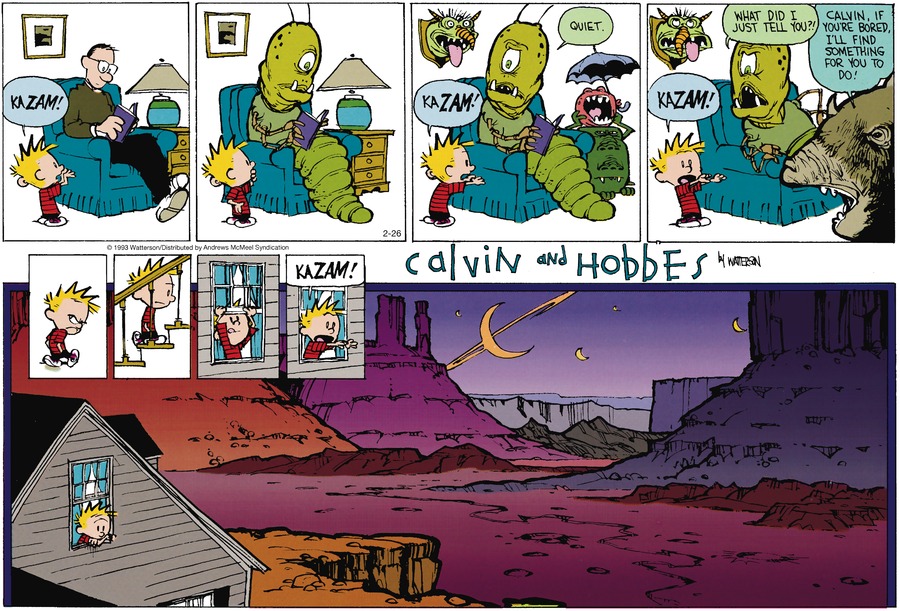 KAZAM!
2-26
KAZAM!
QUIET.
KAZAM!
WHAT DID I
JUST TELL YOU?!
CALVIN, IF
YOU'RE BORED,
I'LL FIND
SOMETHING
FOR YOU TO
DO!
© 1993 Watterson/Distributed by Andrews McMeel Syndication
KAZAM!
CALVIN AND HOBBES
by WATTERSON